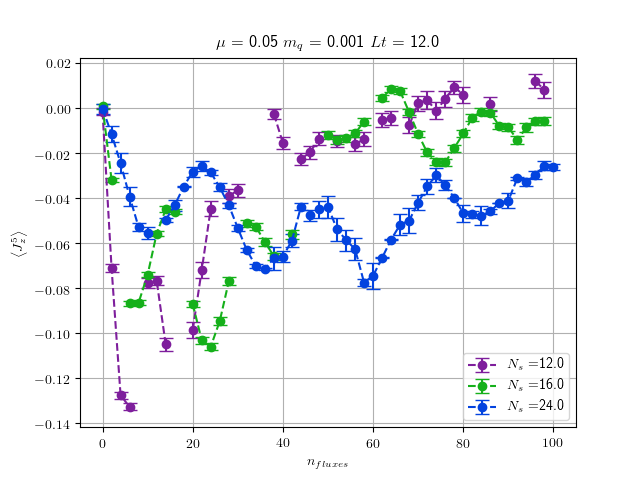 μ = 0.05 m_q = 0.001 Lt = 12.0
0.02
0.00
−0.02
−0.04
−0.06
−0.08
−0.10
−0.12
−0.14
⟨J_z^5⟩
0 20 40 60 80 100
n_{fluxes}
N_s =12.0
N_s =16.0
N_s =24.0